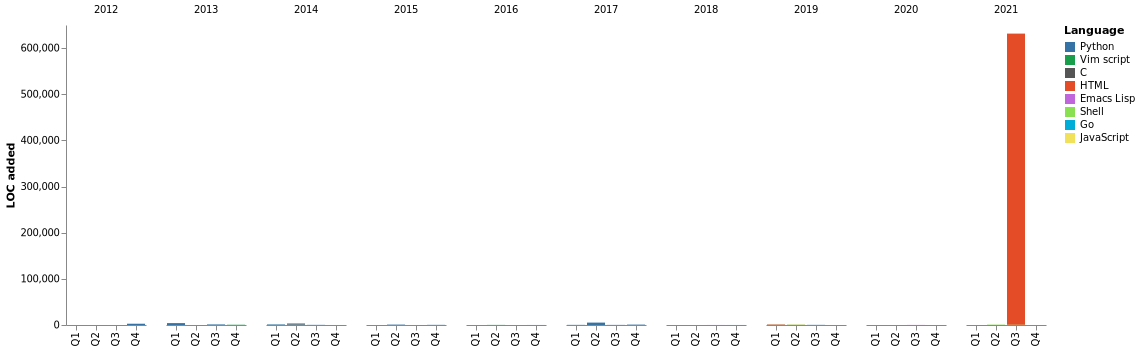 2012 2013 2014 2015 2016 2017 2018 2019 2020 2021
Language
Python
Vim script
C
HTML
Emacs Lisp
Shell
Go
JavaScript
LOC added
600,000
500,000
400,000
300,000
200,000
100,000
0
Q1 Q2 Q3 Q4 Q1 Q2 Q3 Q4 Q1 Q2 Q3 Q4 Q1 Q2 Q3 Q4 Q1 Q2 Q3 Q4 Q1 Q2 Q3 Q4 Q1 Q2 Q3 Q4 Q1 Q2 Q3 Q4 Q1 Q2 Q3 Q4 Q1 Q2 Q3 Q4